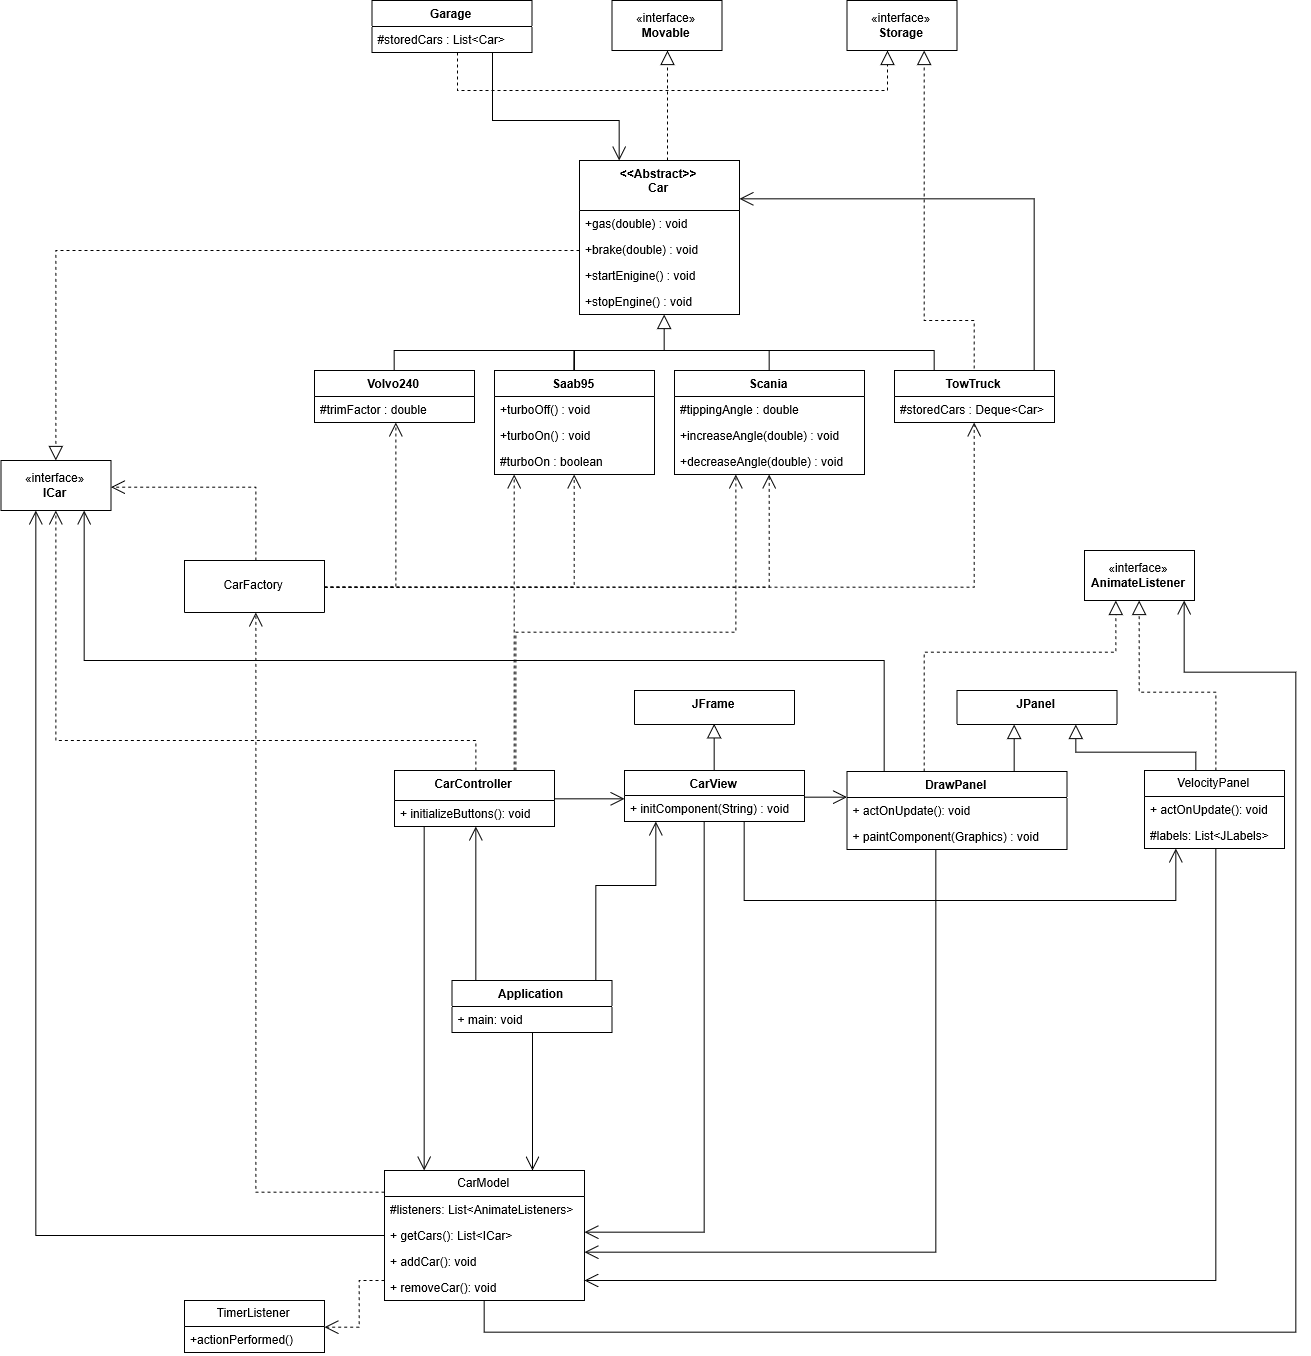 Garage
#storedCars : List<Car>
«interface»
Movable
«interface»
Storage
<<Abstract>>
Car
+gas(double) : void
+brake(double) : void
+startEnigine() : void
+stopEngine() : void
Volvo240
#trimFactor : double
Saab95
+turboOff() : void
+turboOn() : void
#turboOn : boolean
Scania
#tippingAngle : double
+increaseAngle(double) : void
+decreaseAngle(double) : void
TowTruck
#storedCars : Deque<Car>
«interface»
ICar
CarFactory
«interface»
AnimateListener
JFrame
JPanel
CarController
+ initializeButtons(): void
CarView
+ initComponent(String) : void
DrawPanel
+ actOnUpdate(): void
+ paintComponent(Graphics) : void
VelocityPanel
+ actOnUpdate(): void
#labels: List<JLabels>
Application
+ main: void
CarModel
#listeners: List<AnimateListeners>
+ getCars(): List<ICar>
+ addCar(): void
+ removeCar(): void
TimerListener
+actionPerformed()